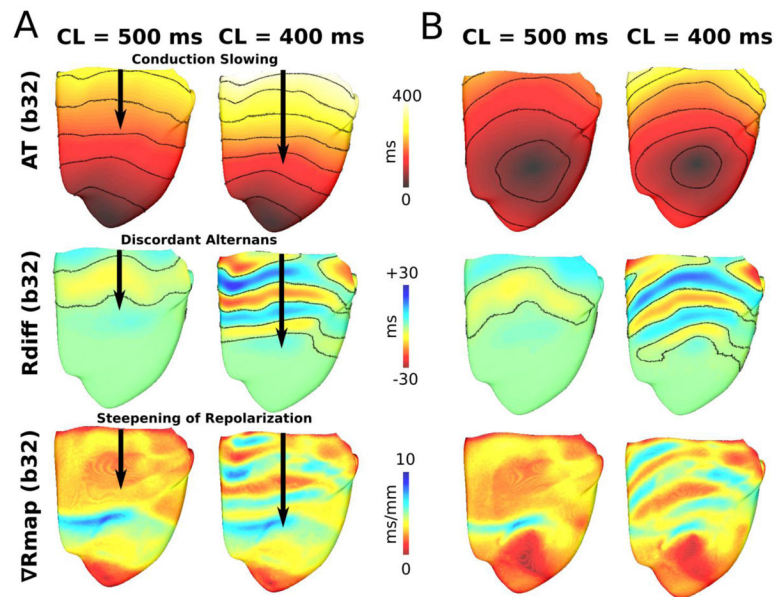 A
B
CL = 500 ms CL = 400 ms
CL = 500 ms CL = 400 ms
Conduction Slowing
AT (b32)
400
ms
0
Discordant Alternans
Rdiff (b32)
+30
ms
-30
Steepening of Repolarization
∇Rmap (b32)
10
ms/mm
0